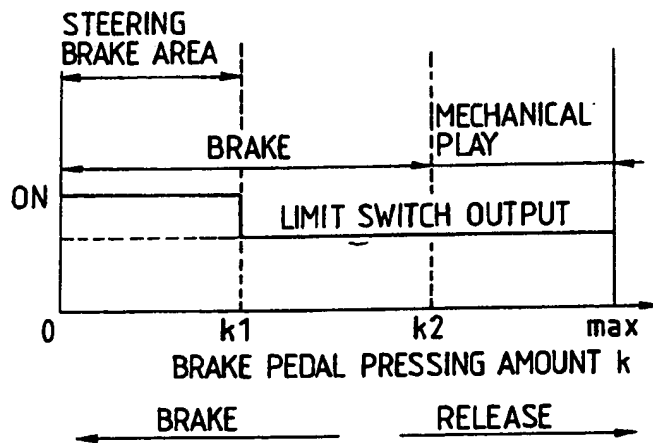 STEERING
BRAKE AREA
MECHANICAL
PLAY
BRAKE
ON
LIMIT SWITCH OUTPUT
0 k1 k2 max
BRAKE PEDAL PRESSING AMOUNT k
BRAKE RELEASE